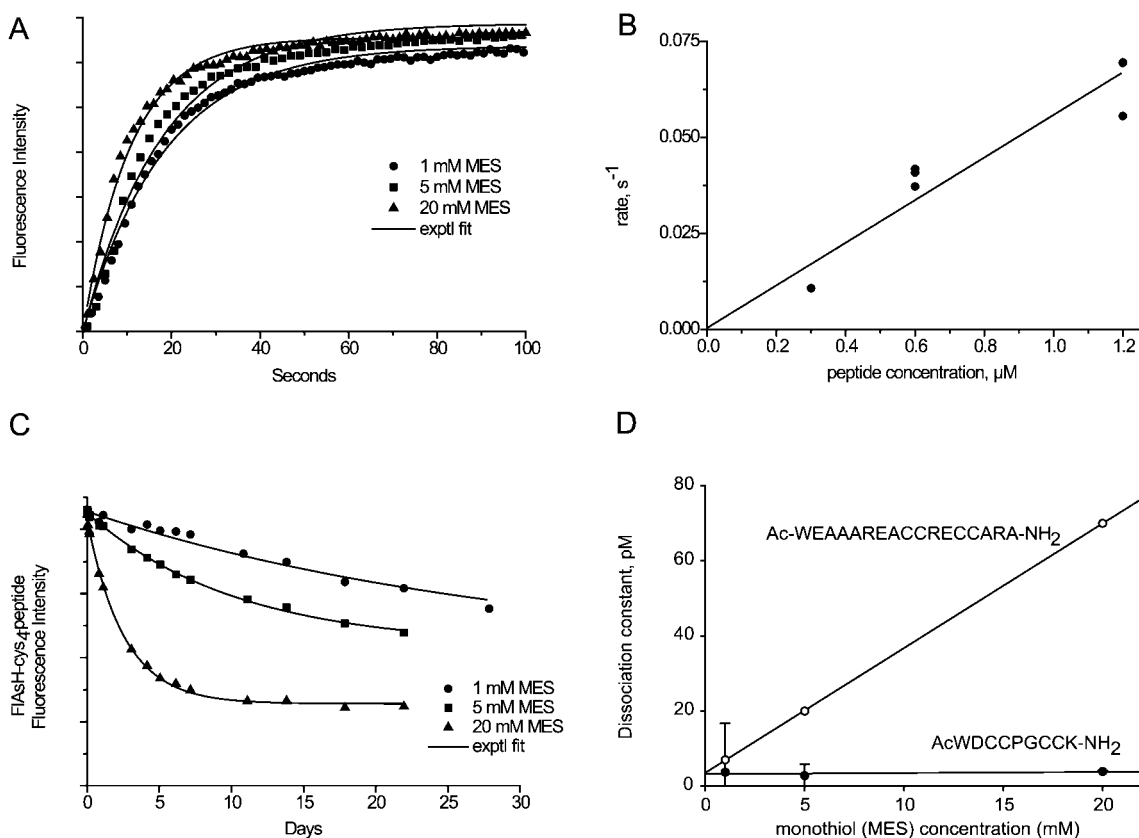 A
Fluorescence Intensity
1 mM MES
5 mM MES
20 mM MES
exptl fit
0 20 40 60 80 100
Seconds
B
rate, s⁻¹
0.075
0.050
0.025
0.000
0.0 0.2 0.4 0.6 0.8 1.0 1.2
peptide concentration, µM
C
FlAsH-cys₄peptide
Fluorescence Intensity
1 mM MES
5 mM MES
20 mM MES
exptl fit
0 5 10 15 20 25 30
Days
D
Dissociation constant, pM
80
60
40
20
0
Ac-WEAAAREACCRECCARA-NH₂
AcWDCCPGCCK-NH₂
0 5 10 15 20
monothiol (MES) concentration (mM)